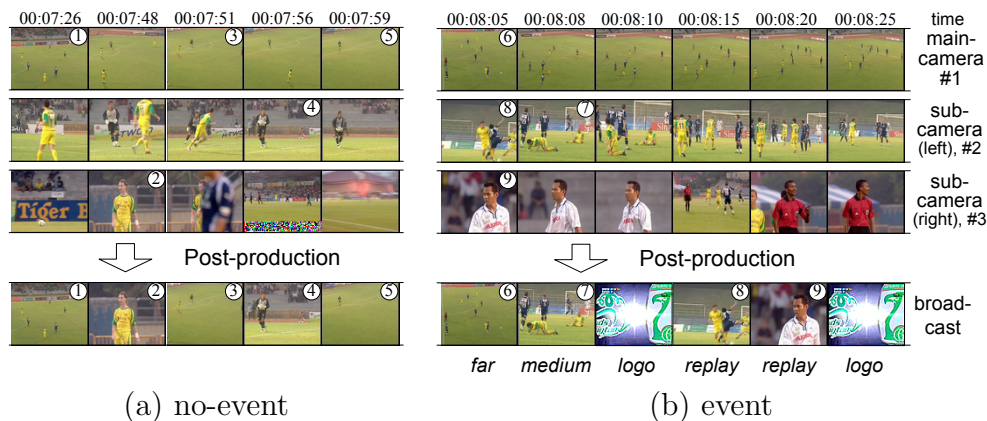 00:07:26 00:07:48 00:07:51 00:07:56 00:07:59
00:08:05 00:08:08 00:08:10 00:08:15 00:08:20 00:08:25
time
main-
camera
#1
1 3 5
6
4
8 7
sub-
camera
(left), #2
2
Tiger B
9
sub-
camera
(right), #3
Post-production
Post-production
1 2 3 4 5
6 7 8 9
broad-
cast
far medium logo replay replay logo
(a) no-event
(b) event